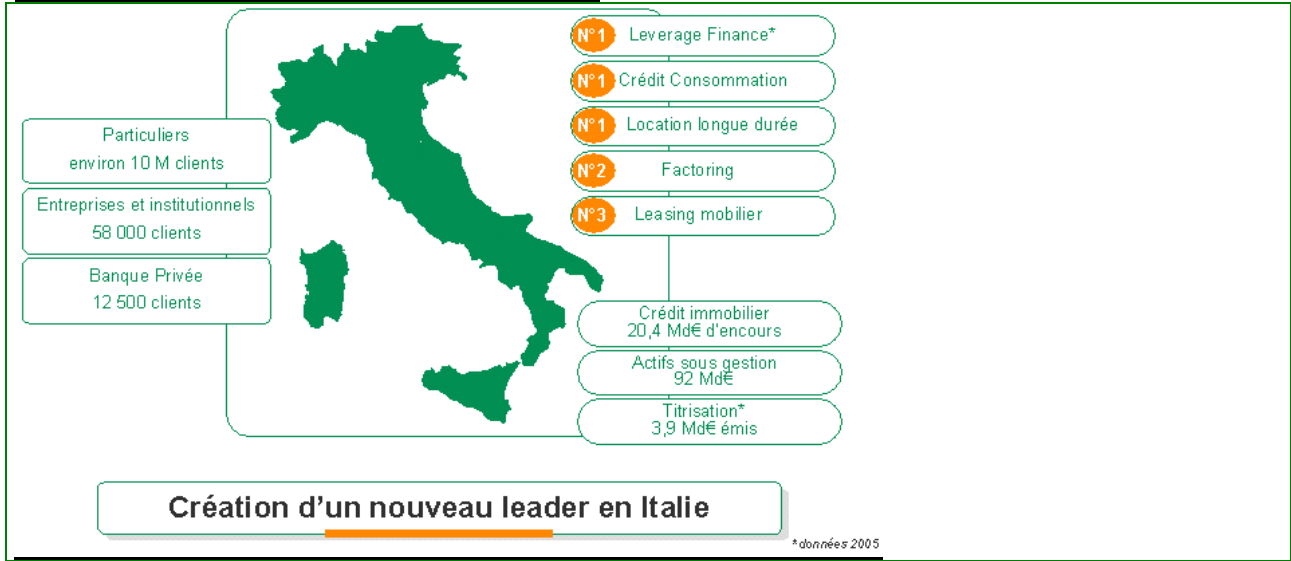 N°1 Leverage Finance*
N°1 Crédit Consommation
N°1 Location longue durée
N°2 Factoring
N°3 Leasing mobilier
Particuliers
environ 10 M clients
Entreprises et institutionnels
58 000 clients
Banque Privée
12 500 clients
Crédit immobilier
20,4 Md€ d'encours
Actifs sous gestion
92 Md€
Titrisation*
3,9 Md€ émis
Création d'un nouveau leader en Italie
*données 2005